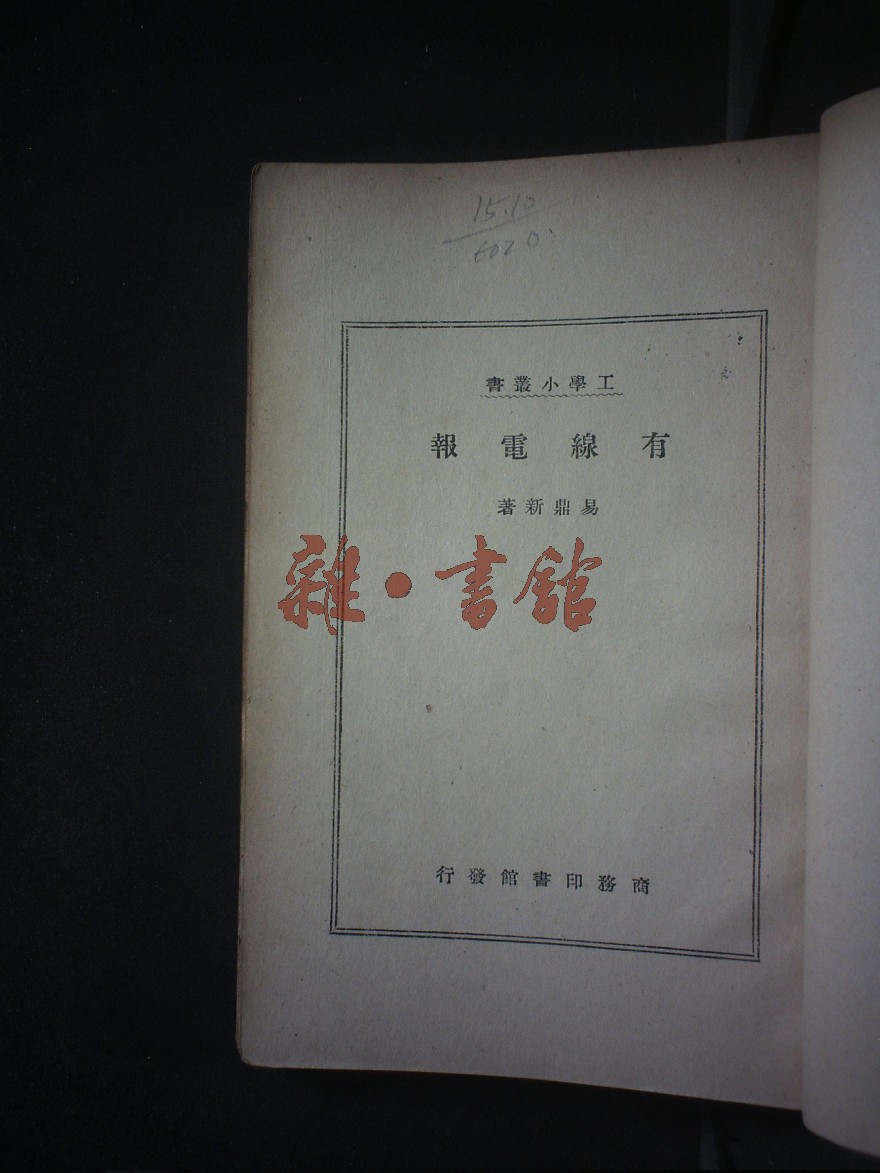 15.10
6020
工學小叢書
有線電報
易鼎新著
雜·書館
商務印書館發行